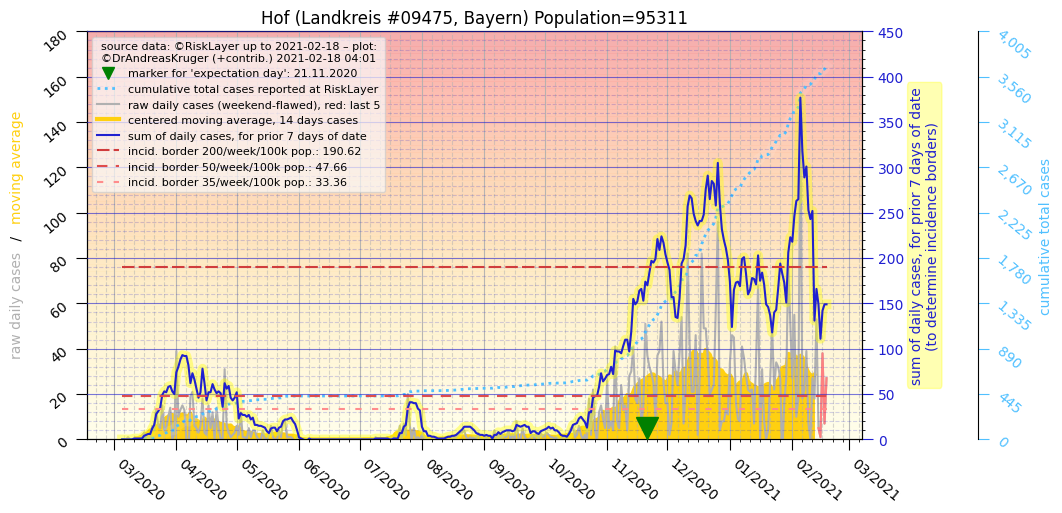 Hof (Landkreis #09475, Bayern) Population=95311
source data: ©RiskLayer up to 2021-02-18 – plot:
©DrAndreasKruger (+contrib.) 2021-02-18 04:01
marker for 'expectation day': 21.11.2020
cumulative total cases reported at RiskLayer
raw daily cases (weekend-flawed), red: last 5
centered moving average, 14 days cases
sum of daily cases, for prior 7 days of date
incid. border 200/week/100k pop.: 190.62
incid. border 50/week/100k pop.: 47.66
incid. border 35/week/100k pop.: 33.36
raw daily cases / moving average
180
160
140
120
100
80
60
40
20
0
03/2020
04/2020
05/2020
06/2020
07/2020
08/2020
09/2020
10/2020
11/2020
12/2020
01/2021
02/2021
03/2021
450
400
350
300
250
200
150
100
50
0
sum of daily cases, for prior 7 days of date
(to determine incidence borders)
4,005
3,560
3,115
2,670
2,225
1,780
1,335
890
445
0
cumulative total cases